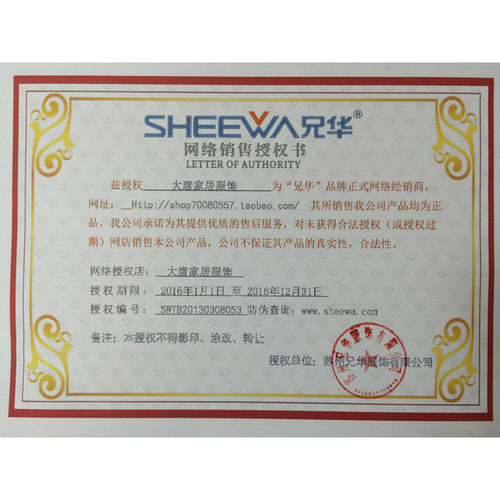 SHEEWA兄华®
网络销售授权书
LETTER OF AUTHORITY
兹授权 大唐家居服饰 为“兄华”品牌正式网络经销商，
网址： Http://shop70080557.taobao.com/ 其所销售我公司产品均为正
品，我公司承诺为其提供优质的售后服务，对未获得合法授权（或授权过
期）网店销售本公司产品，公司不保证其产品的真实性，合法性。
网络授权店： 大唐家居服饰
授权期限： 2016年1月1日 至 2016年12月31日
授权编号： SWTB20130308053 防伪查询：www.sheewa.com
备注：本授权不得影印、涂改、转让
授权单位：苏州兄华服饰有限公司